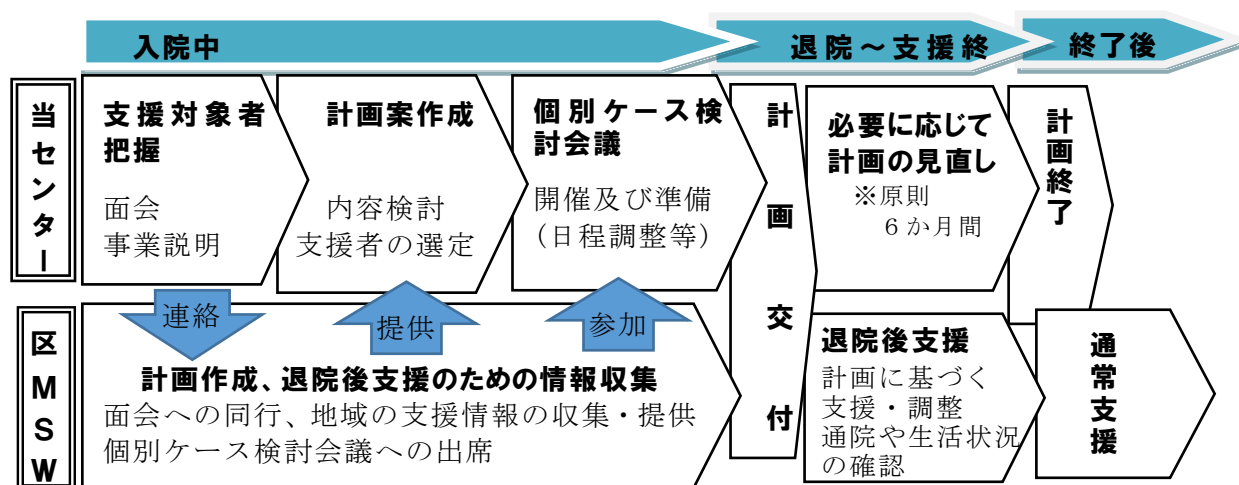 入院中
退院～支援終
終了後
当センター
支援対象者
把握
面会
事業説明
計画案作成
内容検討
支援者の選定
個別ケース検
討会議
開催及び準備
（日程調整等）
計画交付
必要に応じて
計画の見直し
※原則
６か月間
計画終了
連絡
提供
参加
区MSW
計画作成、退院後支援のための情報収集
面会への同行、地域の支援情報の収集・提供
個別ケース検討会議への出席
退院後支援
計画に基づく
支援・調整
通院や生活状況
の確認
通常支援